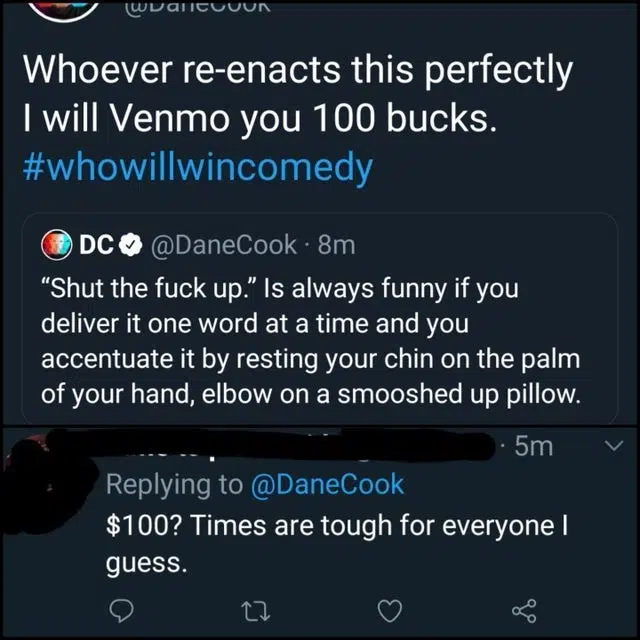 @DaneCook
Whoever re-enacts this perfectly
I will Venmo you 100 bucks.
#whowillwincomedy
DC @DaneCook · 8m
“Shut the fuck up.” Is always funny if you
deliver it one word at a time and you
accentuate it by resting your chin on the palm
of your hand, elbow on a smooshed up pillow.
· 5m
Replying to @DaneCook
$100? Times are tough for everyone I
guess.